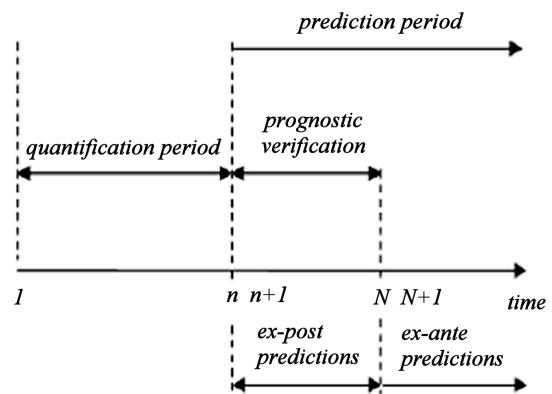 prediction period
prognostic
verification
quantification period
1 n n+1 N N+1 time
ex-post
predictions
ex-ante
predictions